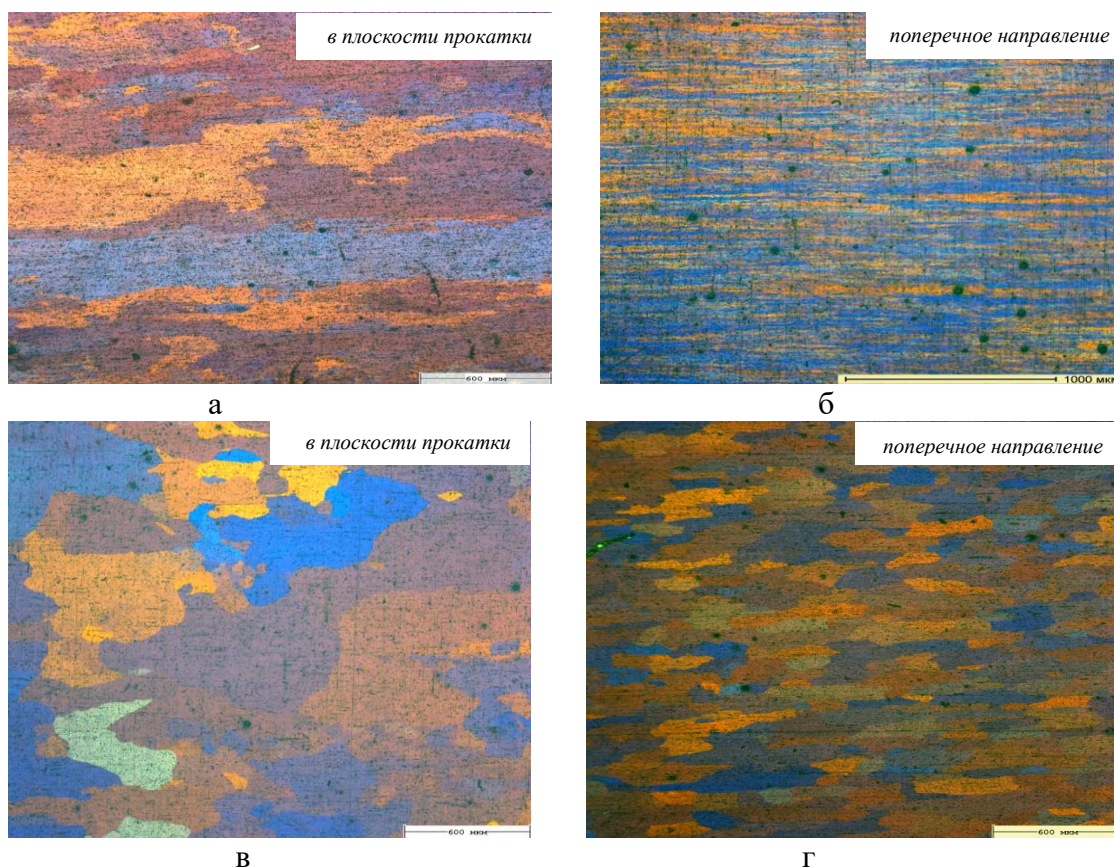 в плоскости прокатки
поперечное направление
600 мкм
1000 мкм
а
б
в плоскости прокатки
поперечное направление
600 мкм
600 мкм
в
г